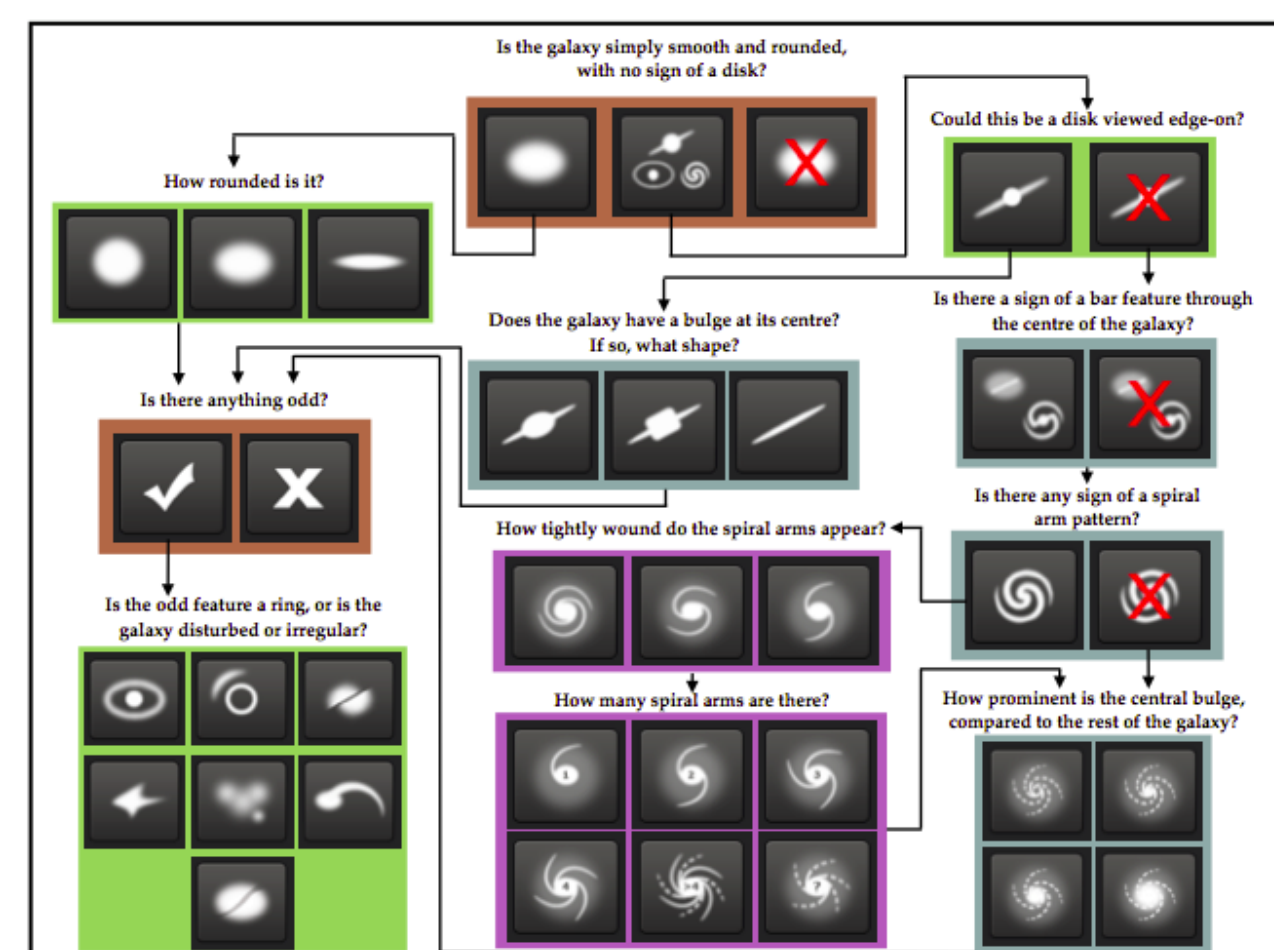 Is the galaxy simply smooth and rounded,
with no sign of a disk?
Could this be a disk viewed edge-on?
How rounded is it?
Does the galaxy have a bulge at its centre?
If so, what shape?
Is there a sign of a bar feature through
the centre of the galaxy?
Is there anything odd?
Is there any sign of a spiral
arm pattern?
How tightly wound do the spiral arms appear?
Is the odd feature a ring, or is the
galaxy disturbed or irregular?
How many spiral arms are there?
1
2
3
4
>4
?
How prominent is the central bulge,
compared to the rest of the galaxy?